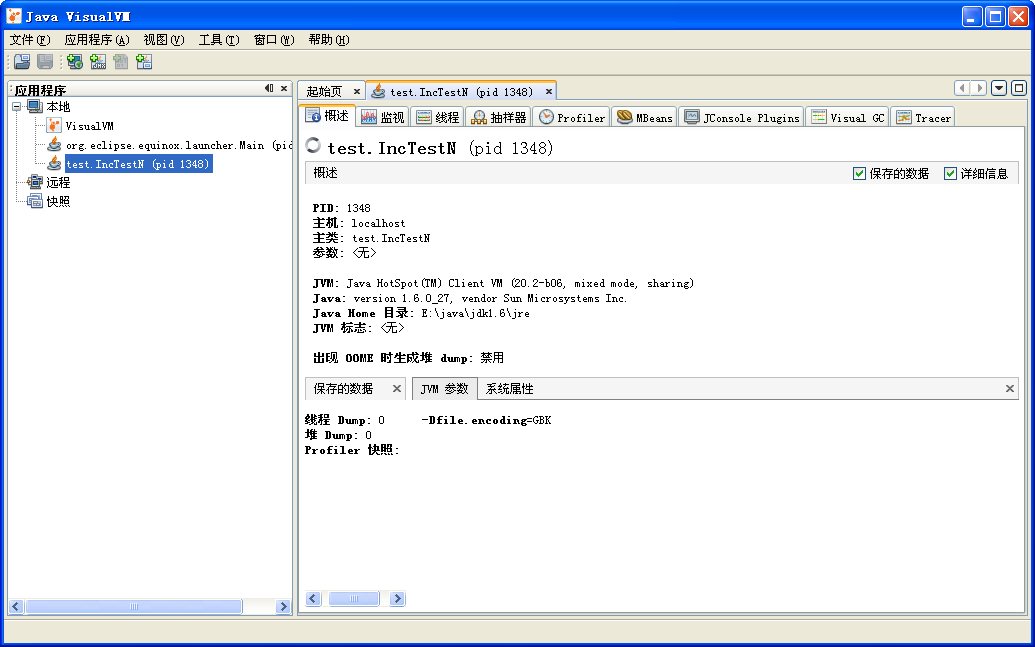 Java VisualVM
文件(F) 应用程序(A) 视图(V) 工具(T) 窗口(W) 帮助(H)
应用程序
本地
VisualVM
org.eclipse.equinox.launcher.Main (pid
test.IncTestN (pid 1348)
远程
快照
起始页 test.IncTestN (pid 1348)
概述 监视 线程 抽样器 Profiler MBeans JConsole Plugins Visual GC Tracer
test.IncTestN (pid 1348)
概述 保存的数据 详细信息
PID: 1348
主机: localhost
主类: test.IncTestN
参数: <无>
JVM: Java HotSpot(TM) Client VM (20.2-b06, mixed mode, sharing)
Java: version 1.6.0_27, vendor Sun Microsystems Inc.
Java Home 目录: E:\java\jdk1.6\jre
JVM 标志: <无>
出现 OOME 时生成堆 dump: 禁用
保存的数据 JVM 参数 系统属性
线程 Dump: 0 -Dfile.encoding=GBK
堆 Dump: 0
Profiler 快照: